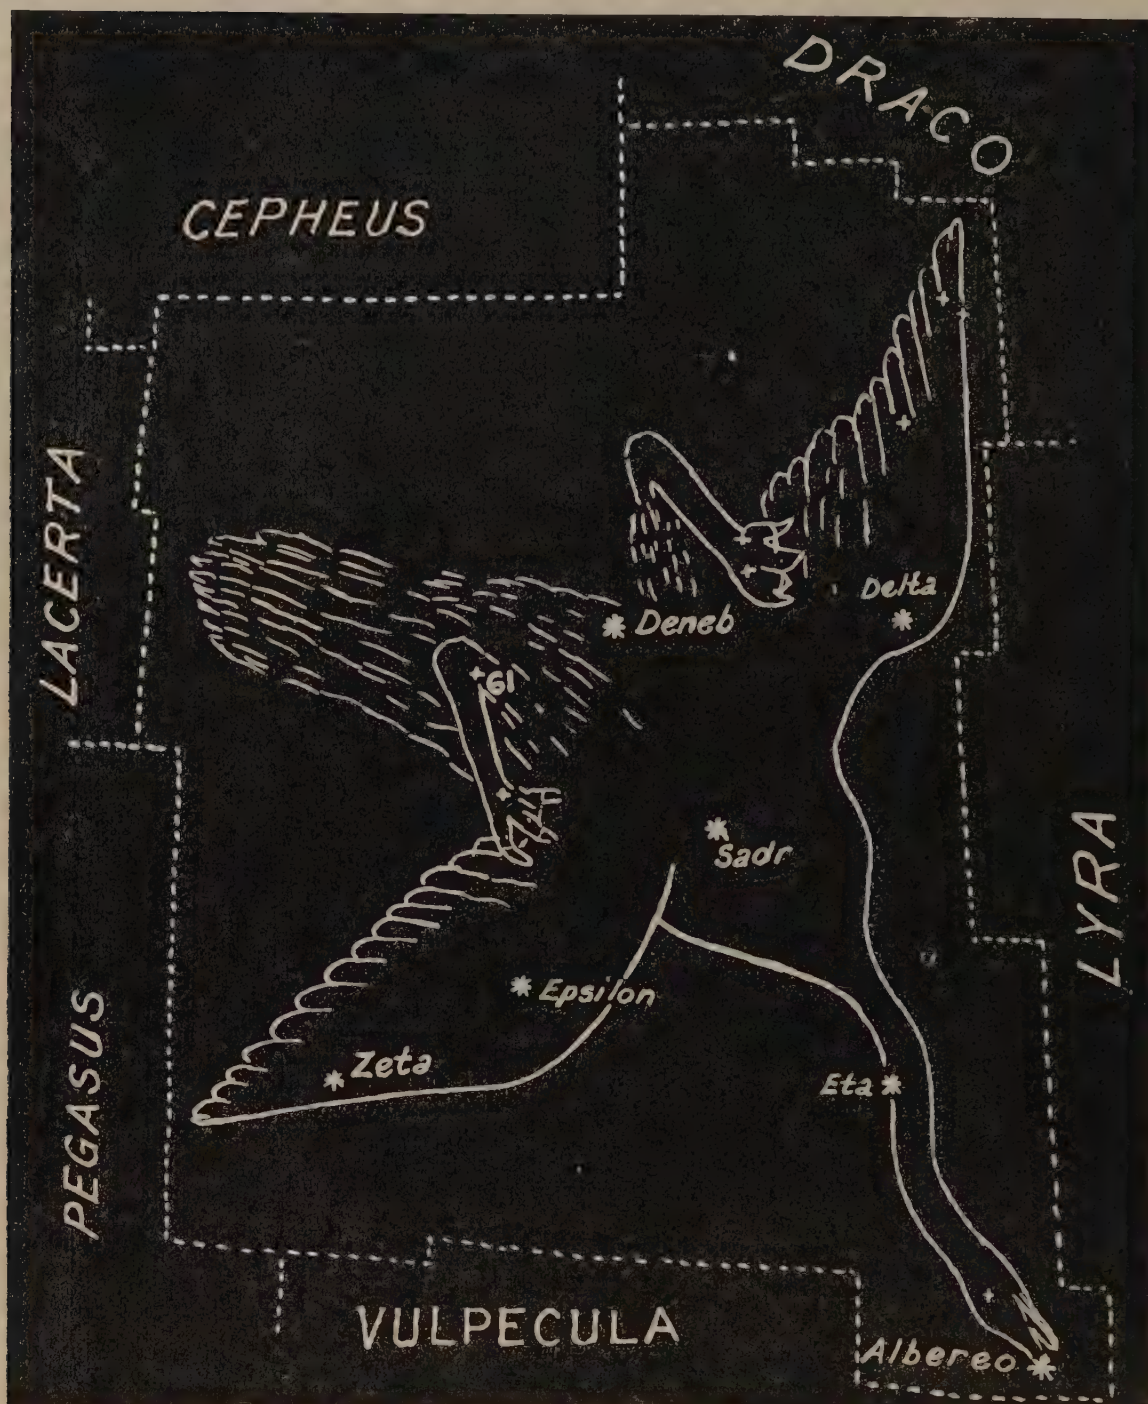 DRACO
CEPHEUS
LACERTA
Delta
Deneb
61
Sadr
LYRA
Epsilon
PEGASUS
Zeta
Eta
VULPECULA
Albereo